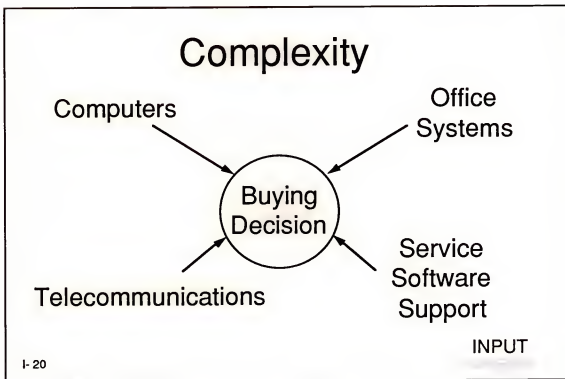 Complexity
Computers
Office
Systems
Buying
Decision
Telecommunications
Service
Software
Support
INPUT
I-20